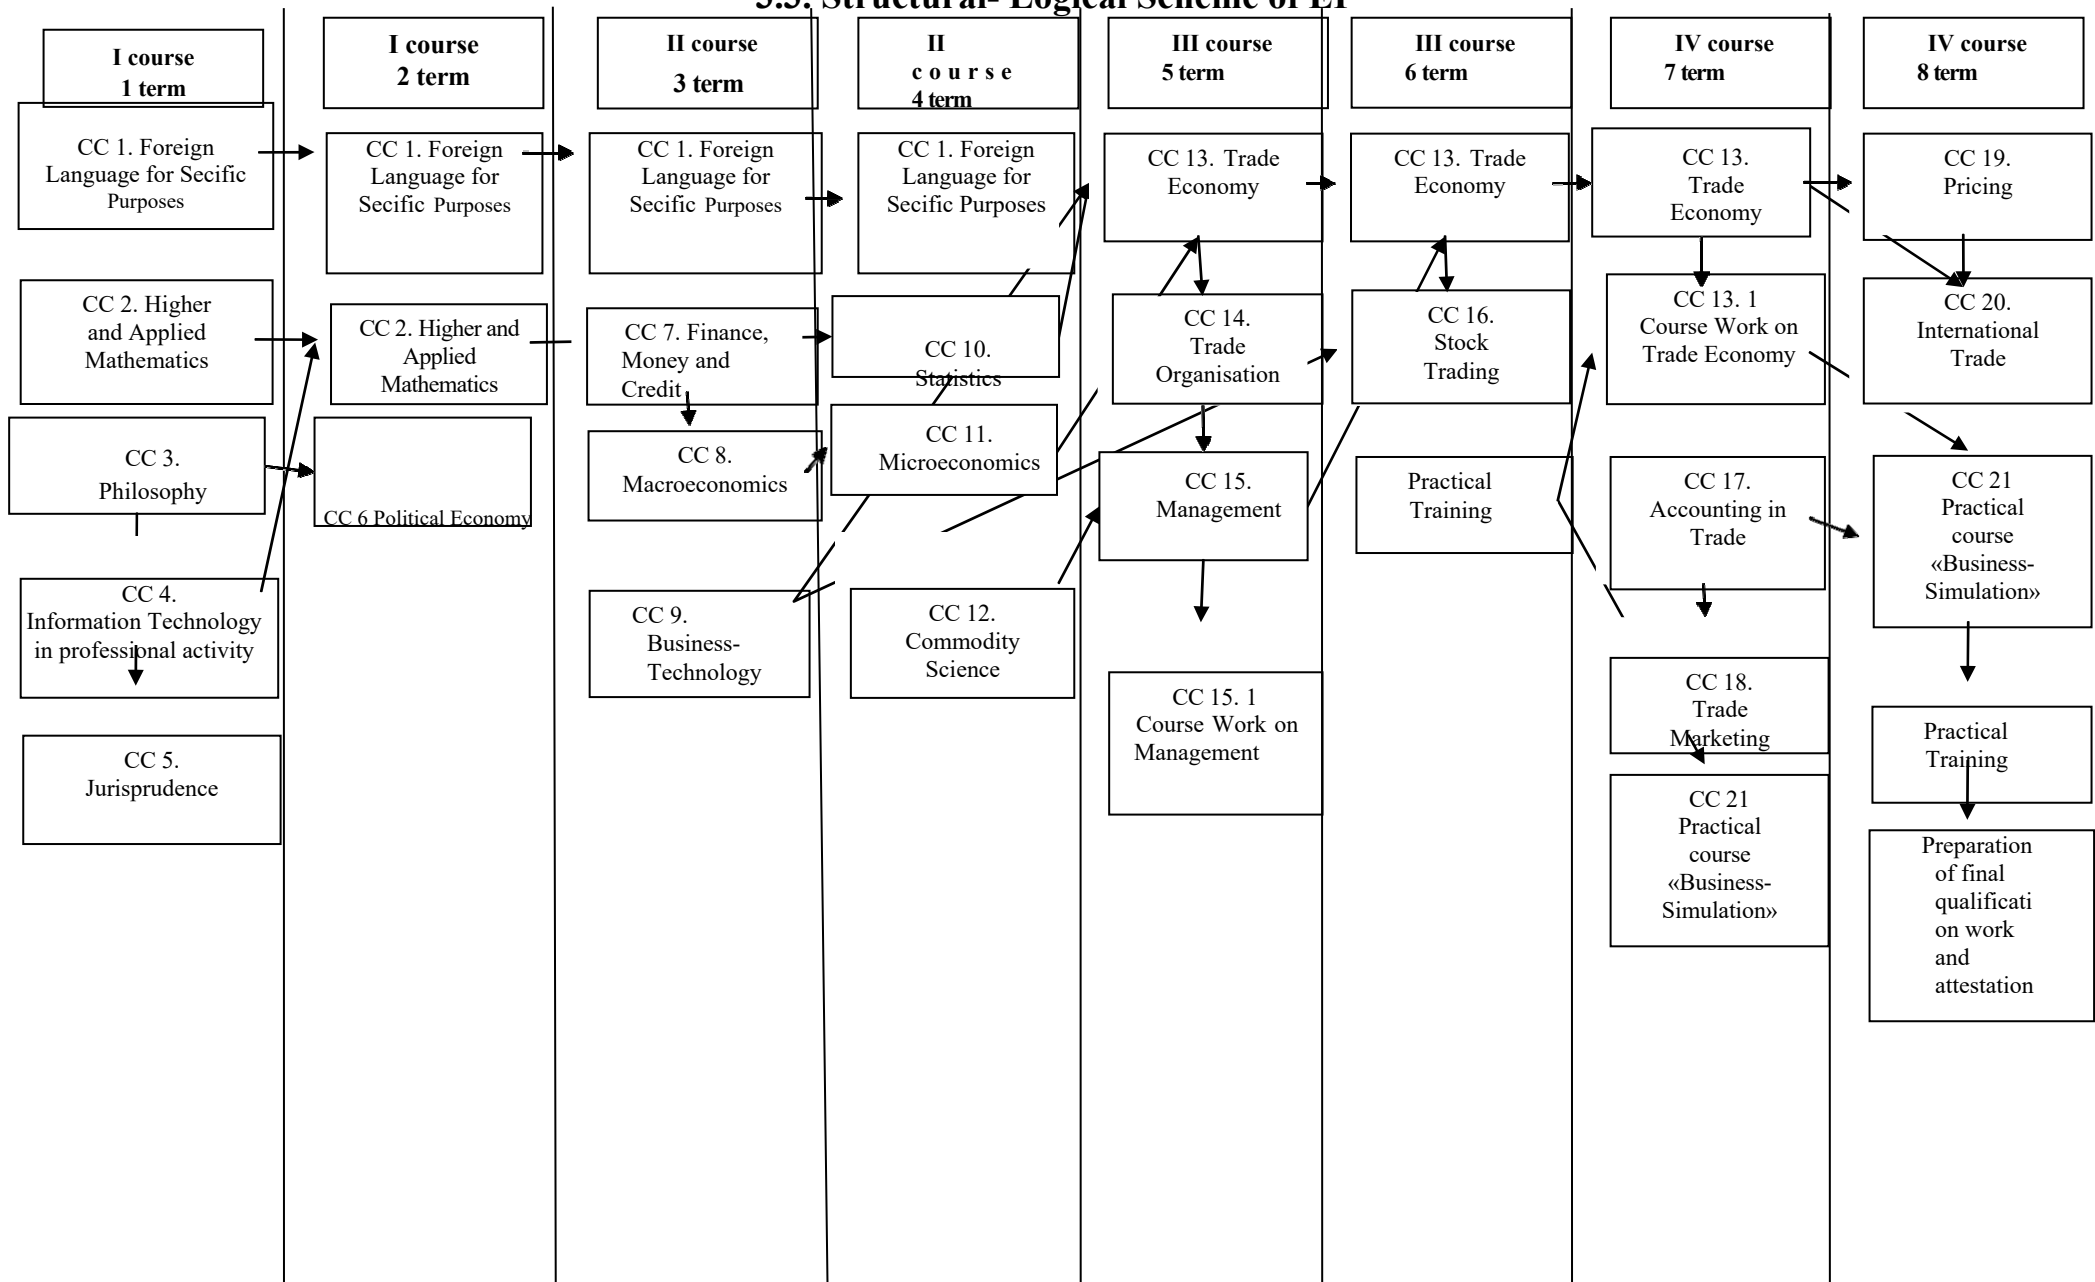 3.3. Structural- Logical Scheme of EP
I course
1 term
CC 1. Foreign
Language for Secific
Purposes
CC 2. Higher
and Applied
Mathematics
CC 3.
Philosophy
CC 4.
Information Technology
in professional activity
CC 5.
Jurisprudence
I course
2 term
CC 1. Foreign
Language for
Secific Purposes
CC 2. Higher and
Applied
Mathematics
CC 6 Political Economy
II course
3 term
CC 1. Foreign
Language for
Secific Purposes
CC 7. Finance,
Money and
Credit
CC 8.
Macroeconomics
CC 9.
Business-
Technology
II
course
4 term
CC 1. Foreign
Language for
Secific Purposes
CC 10.
Statistics
CC 11.
Microeconomics
CC 12.
Commodity
Science
III course
5 term
CC 13. Trade
Economy
CC 14.
Trade
Organisation
CC 15.
Management
CC 15. 1
Course Work on
Management
III course
6 term
CC 13. Trade
Economy
CC 16.
Stock
Trading
Practical
Training
IV course
7 term
CC 13.
Trade
Economy
CC 13. 1
Course Work on
Trade Economy
CC 17.
Accounting in
Trade
CC 18.
Trade
Marketing
CC 21
Practical
course
«Business-
Simulation»
IV course
8 term
CC 19.
Pricing
CC 20.
International
Trade
CC 21
Practical
course
«Business-
Simulation»
Practical
Training
Preparation
of final
qualificati
on work
and
attestation